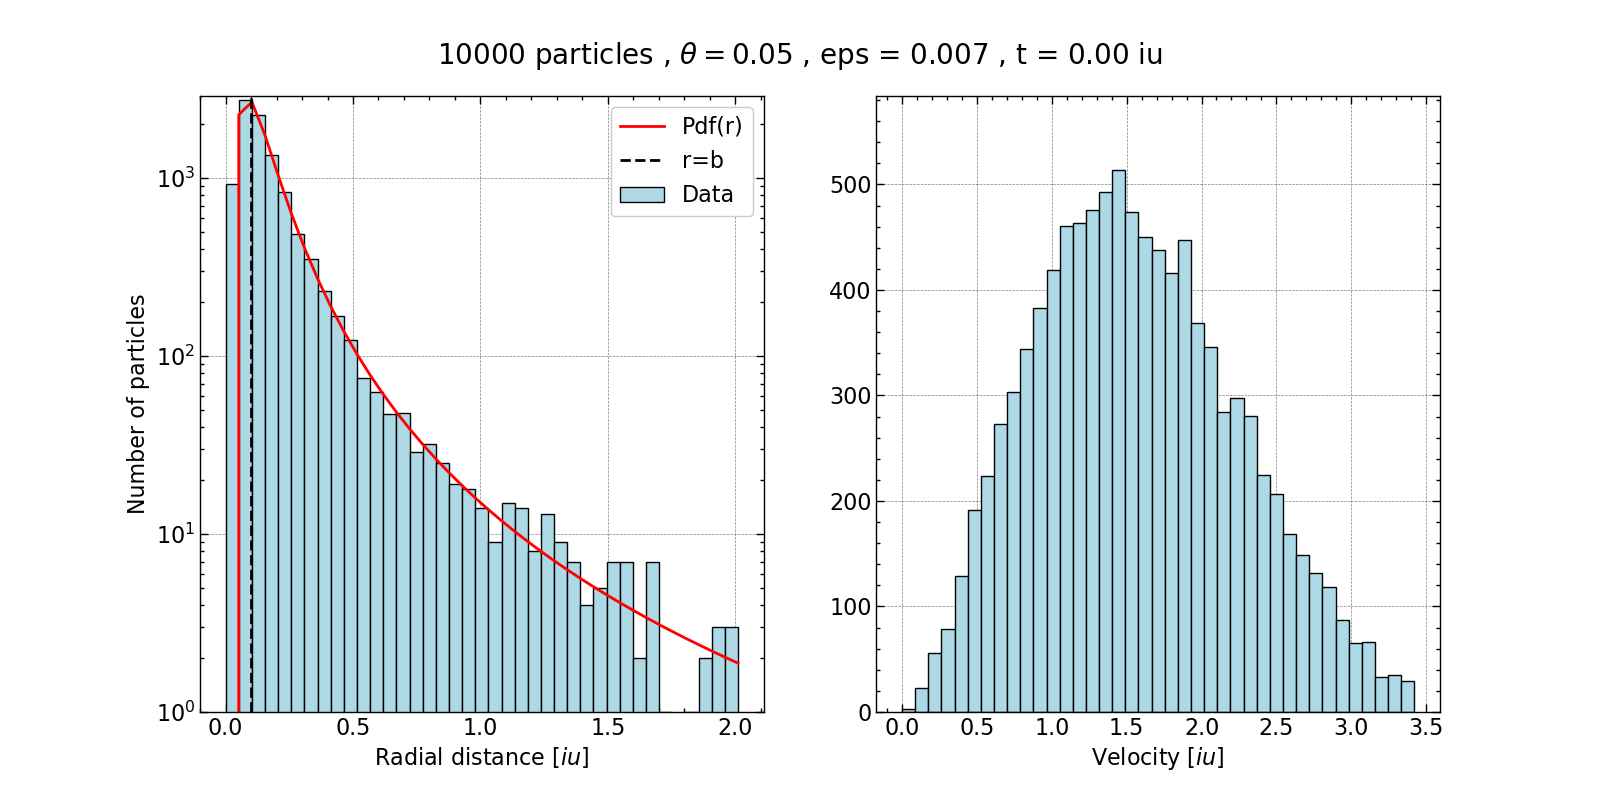 10000 particles , θ = 0.05 , eps = 0.007 , t = 0.00 iu
Number of particles
10³
10²
10¹
10⁰
0.0 0.5 1.0 1.5 2.0
Radial distance [iu]
Pdf(r)
r=b
Data
500
400
300
200
100
0
0.0 0.5 1.0 1.5 2.0 2.5 3.0 3.5
Velocity [iu]